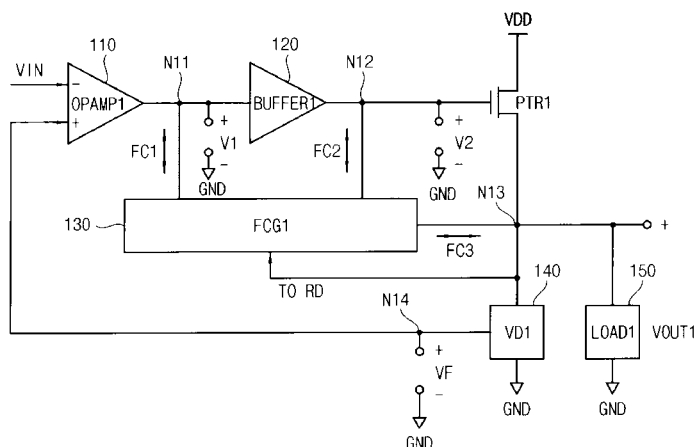 VDD
110
120
VIN
N11
N12
-
OPAMP1
+
BUFFER1
PTR1
FC1
+
V1
-
GND
FC2
+
V2
-
GND
N13
130
FCG1
FC3
+
TO RD
140
150
N14
VD1
LOAD1
VOUT1
+
VF
-
GND
GND
GND
-